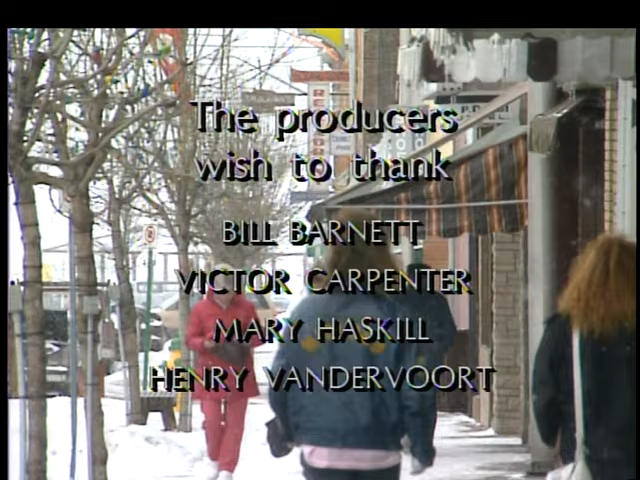 The producers
wish to thank
BILL BARNETT
VICTOR CARPENTER
MARY HASKILL
HENRY VANDERVOORT